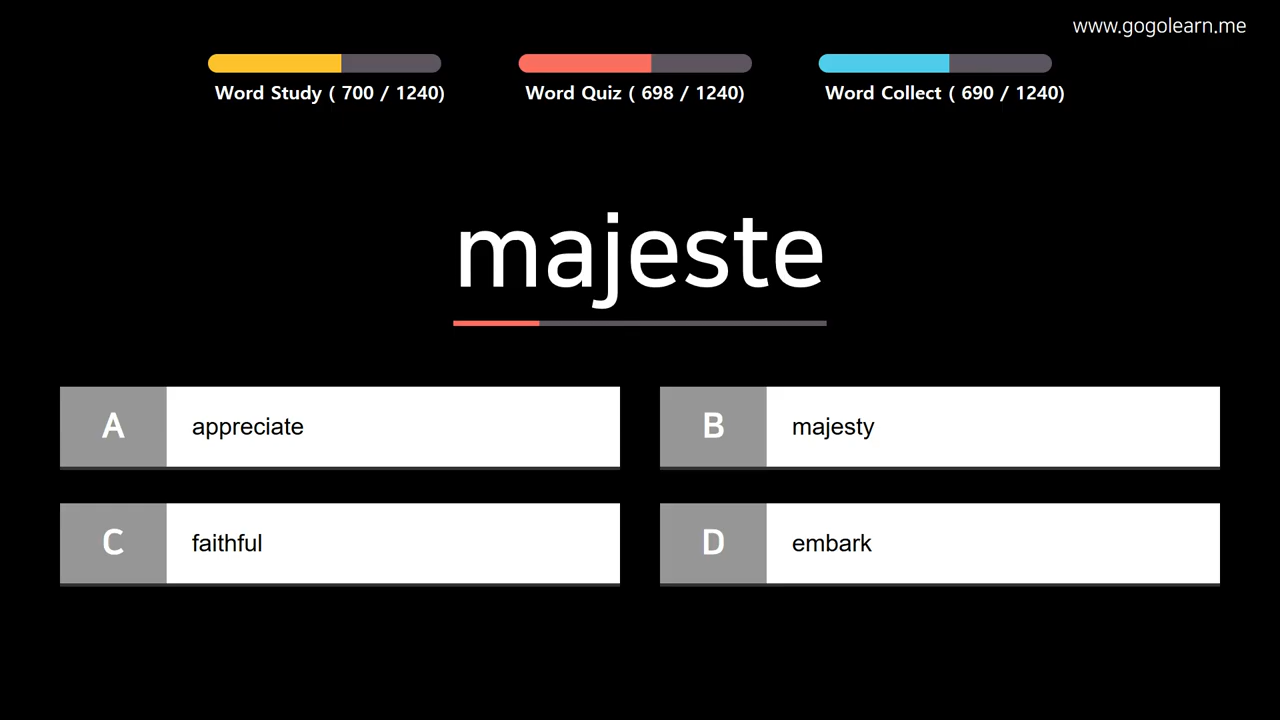 www.gogolearn.me
Word Study ( 700 / 1240)
Word Quiz ( 698 / 1240)
Word Collect ( 690 / 1240)
majeste
A appreciate
B majesty
C faithful
D embark